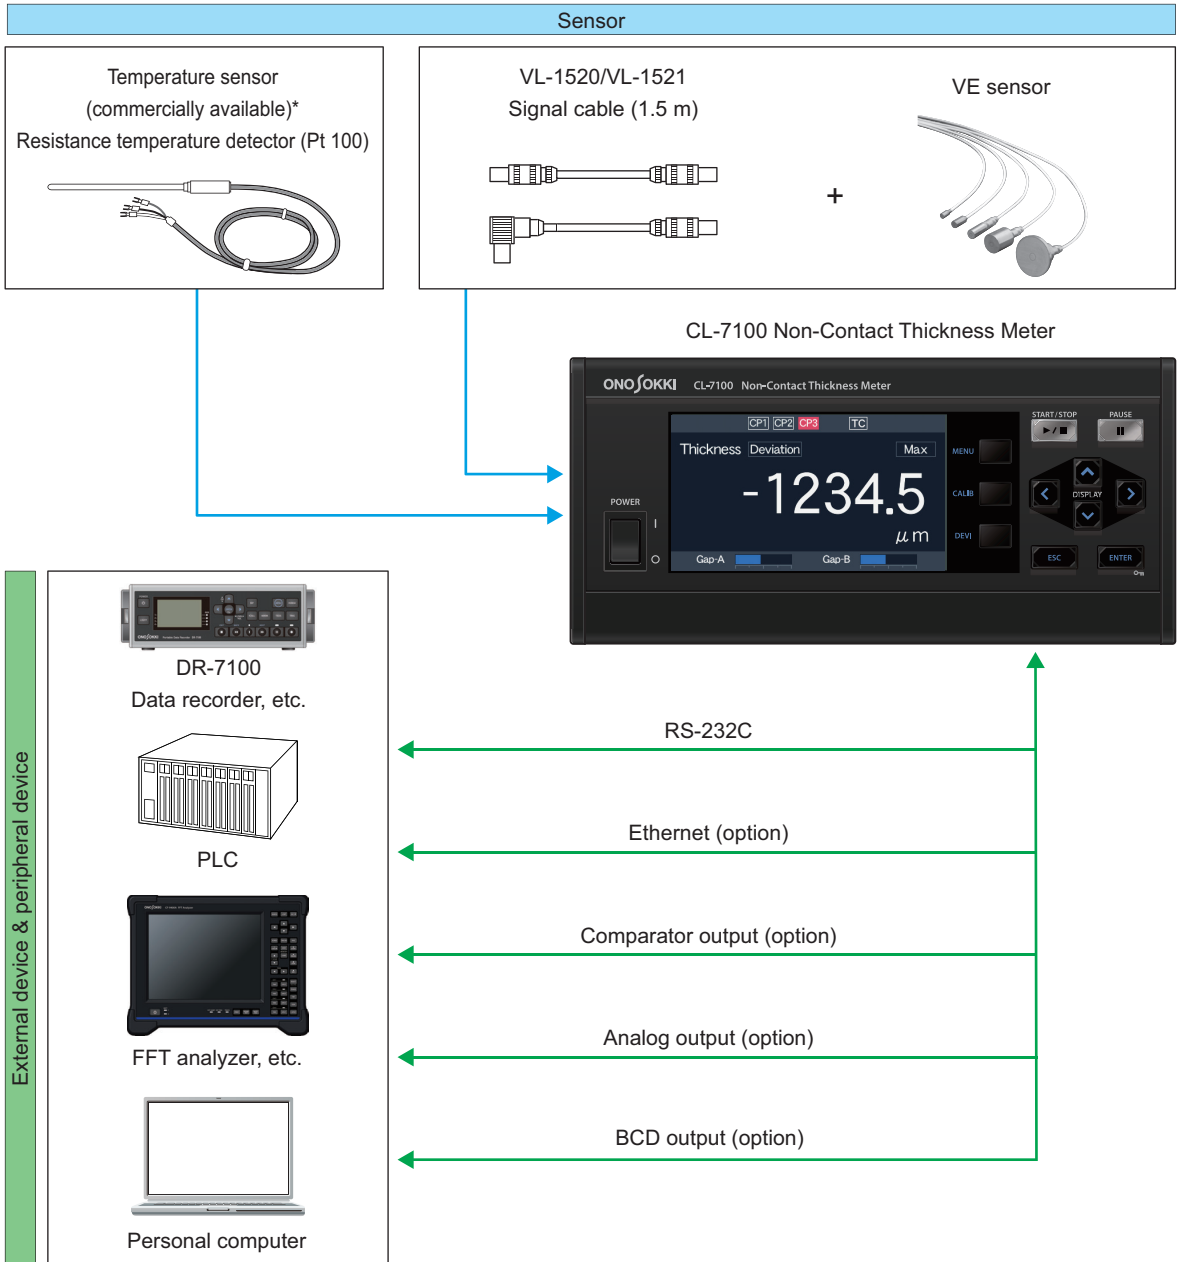 Sensor
Temperature sensor
(commercially available)*
Resistance temperature detector (Pt 100)
VL-1520/VL-1521
Signal cable (1.5 m)
VE sensor
+
CL-7100 Non-Contact Thickness Meter
ONO SOKKI CL-7100 Non-Contact Thickness Meter
CP1 CP2 CP3 TC
Thickness Deviation Max
-1234.5
μm
Gap-A Gap-B
POWER
I
O
MENU
CALIB
DEVI
START/STOP PAUSE
DISPLAY
ESC ENTER
External device & peripheral device
DR-7100
Data recorder, etc.
PLC
FFT analyzer, etc.
Personal computer
RS-232C
Ethernet (option)
Comparator output (option)
Analog output (option)
BCD output (option)